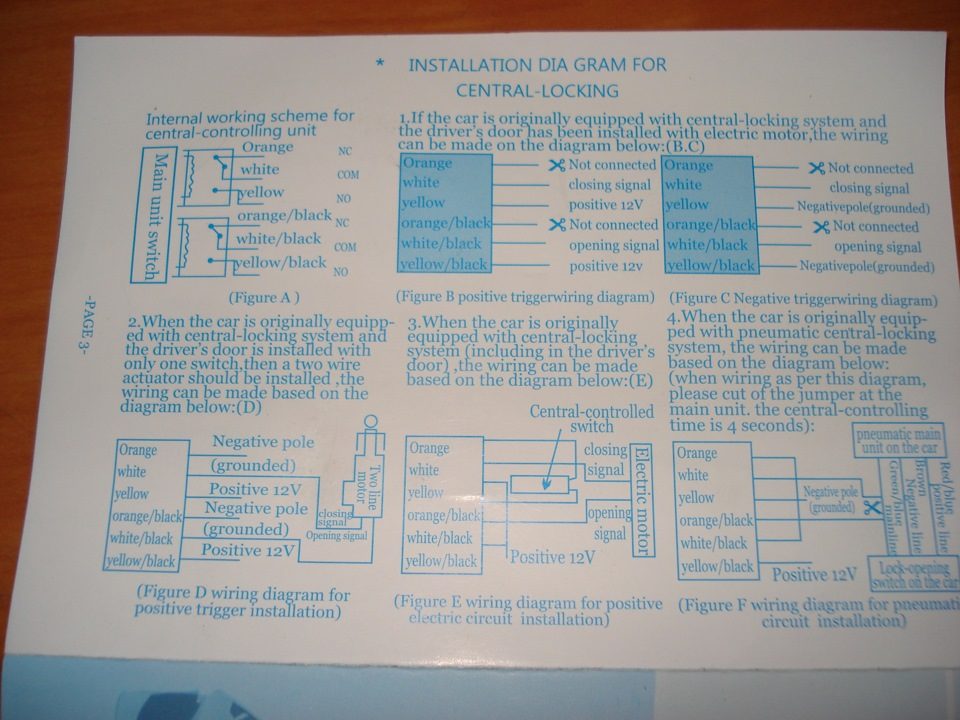 * INSTALLATION DIA GRAM FOR
CENTRAL-LOCKING
Internal working scheme for
central-controlling unit
Main unit switch
Orange NC
white COM
yellow NO
orange/black NC
white/black COM
yellow/black NO
(Figure A )
1.If the car is originally equipped with central-locking system and
the driver's door has been installed with electric motor,the wiring
can be made on the diagram below:(B.C)
Orange Not connected
white closing signal
yellow positive 12V
orange/black Not connected
white/black opening signal
yellow/black positive 12v
(Figure B positive triggerwiring diagram)
Orange Not connected
white closing signal
yellow Negativepole(grounded)
orange/black Not connected
white/black opening signal
yellow/black Negativepole(grounded)
(Figure C Negative triggerwiring diagram)
-PAGE 3-
2.When the car is originally equipp-
ed with central-locking system and
the driver's door is installed with
only one switch,then a two wire
actuator should be installed ,the
wiring can be made based on the
diagram below:(D)
Orange
white
yellow
orange/black
white/black
yellow/black
Negative pole
(grounded)
Positive 12V
Negative pole
(grounded)
Positive 12V
closing
signal
Opening signal
Two line
motor
(Figure D wiring diagram for
positive trigger installation)
3.When the car is originally
equipped with central-locking
system (including in the driver's
door) ,the wiring can be made
based on the diagram below:(E)
Central-controlled
switch
Orange
white
yellow
orange/black
white/black
yellow/black
closing
signal
opening
signal
Positive 12V
Electric motor
(Figure E wiring diagram for positive
electric circuit installation)
4.When the car is originally equip-
ped with pneumatic central-locking
system, the wiring can be made
based on the diagram below:
(when wiring as per this diagram,
please cut of the jumper at the
main unit. the central-controlling
time is 4 seconds):
Orange
white
yellow
orange/black
white/black
yellow/black
Negative pole
(grounded)
Positive 12V
pneumatic main
unit on the car
Green/blue
mainline
Brown
Negative line
Red/blue
positive line
Lock-opening
switch on the car
(Figure F wiring diagram for pneumati
circuit installation)